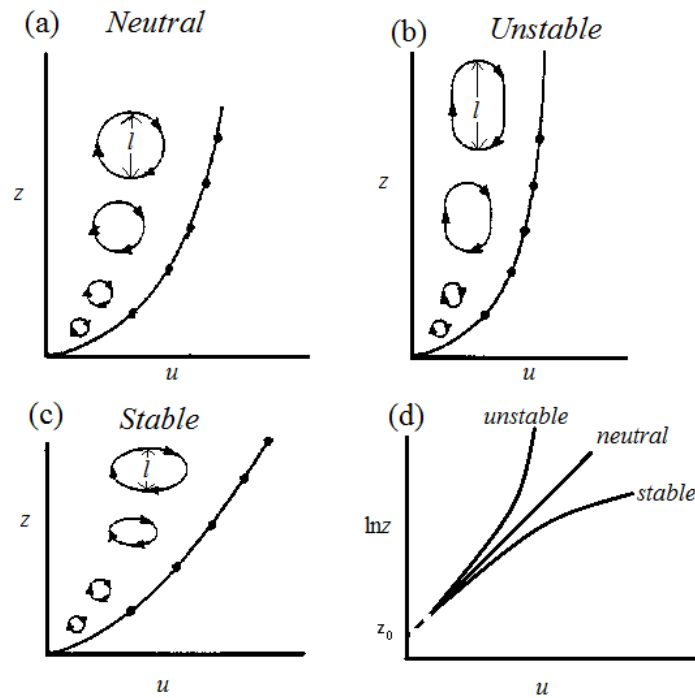 (a) Neutral
l
z
u
(b) Unstable
l
z
u
(c) Stable
l
z
u
(d)
unstable
neutral
stable
lnz
z₀
u